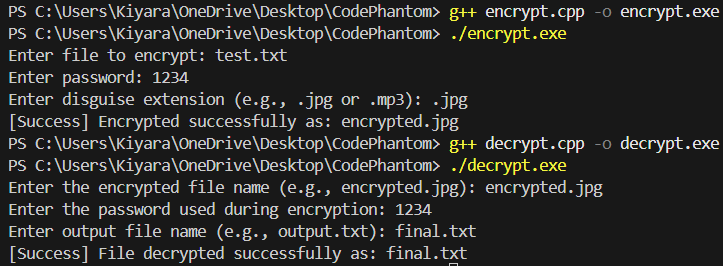 PS C:\Users\Kiyara\OneDrive\Desktop\CodePhantom> g++ encrypt.cpp -o encrypt.exe
PS C:\Users\Kiyara\OneDrive\Desktop\CodePhantom> ./encrypt.exe
Enter file to encrypt: test.txt
Enter password: 1234
Enter disguise extension (e.g., .jpg or .mp3): .jpg
[Success] Encrypted successfully as: encrypted.jpg
PS C:\Users\Kiyara\OneDrive\Desktop\CodePhantom> g++ decrypt.cpp -o decrypt.exe
PS C:\Users\Kiyara\OneDrive\Desktop\CodePhantom> ./decrypt.exe
Enter the encrypted file name (e.g., encrypted.jpg): encrypted.jpg
Enter the password used during encryption: 1234
Enter output file name (e.g., output.txt): final.txt
[Success] File decrypted successfully as: final.txt